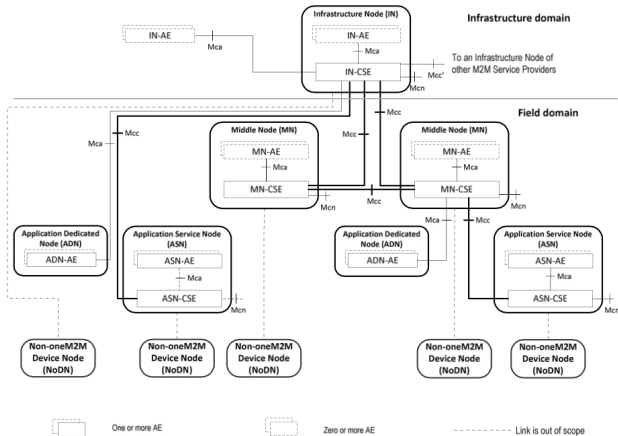 Infrastructure Node (IN)
Infrastructure domain
IN-AE
IN-AE
Mca
Mca
IN-CSE
Mcc'
Mcn
To an Infrastructure Node of
other M2M Service Providers
Field domain
Mcc
Mca
Mcc
Mcc
Middle Node (MN)
MN-AE
Mca
MN-CSE
Mcn
Mcc
Middle Node (MN)
MN-AE
Mca
MN-CSE
Mcn
Mca
Mcc
Application Dedicated
Node (ADN)
ADN-AE
Application Service Node
(ASN)
ASN-AE
Mca
ASN-CSE
Mcn
Application Dedicated
Node (ADN)
ADN-AE
Application Service Node
(ASN)
ASN-AE
Mca
ASN-CSE
Mcn
Non-oneM2M
Device Node
(NoDN)
Non-oneM2M
Device Node
(NoDN)
Non-oneM2M
Device Node
(NoDN)
Non-oneM2M
Device Node
(NoDN)
Non-oneM2M
Device Node
(NoDN)
One or more AE
Zero or more AE
Link is out of scope